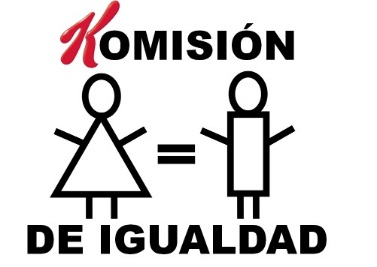 KOMISIÓN
=
DE IGUALDAD